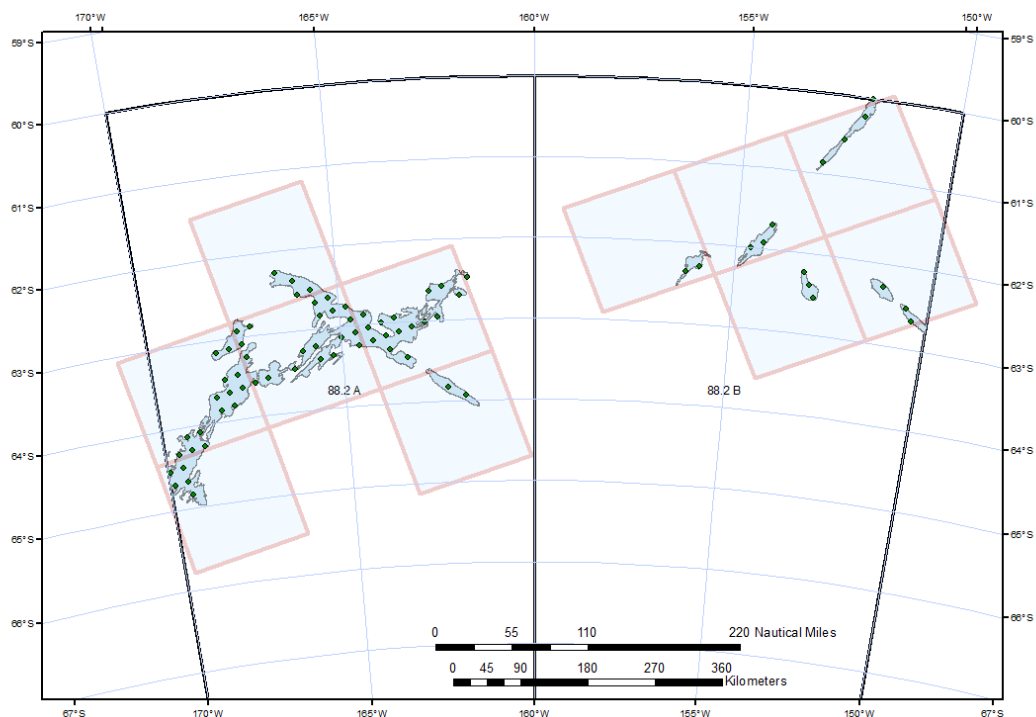 170°W 165°W 160°W 155°W 150°W
59°S 59°S
60°S 60°S
61°S 61°S
62°S 62°S
63°S 63°S
88.2 A 88.2 B
64°S 64°S
65°S 65°S
66°S 66°S
0 55 110 220 Nautical Miles
0 45 90 180 270 360
Kilometers
67°S 170°W 165°W 160°W 155°W 150°W 67°S